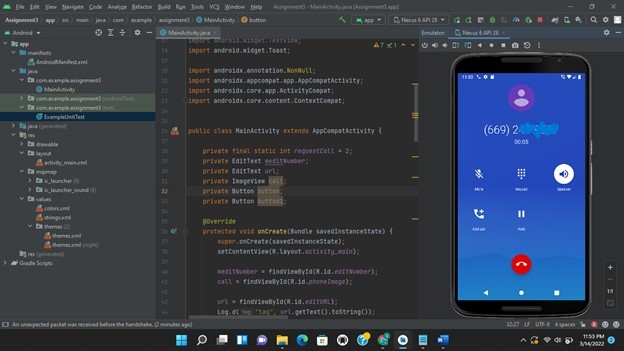 File Edit View Navigate Code Analyze Refactor Build Run Tools VCS Window Help
Assignment3 - MainActivity.java [Assignment3.app]
Assignment3
app
src
main
java
com
example
assignment3
MainActivity
button
app
Nexus 6 API 28
Android
app
manifests
AndroidManifest.xml
java
com.example.assignment3
MainActivity
com.example.assignment3 (androidTest)
com.example.assignment3 (test)
ExampleUnitTest
java (generated)
res
drawable
layout
activity_main.xml
mipmap
ic_launcher (6)
ic_launcher_round (6)
values
colors.xml
strings.xml
themes (2)
themes.xml
themes.xml (night)
res (generated)
Gradle Scripts
MainActivity.java
import android.widget.TextView;
import android.widget.Toast;
import androidx.annotation.NonNull;
import androidx.appcompat.app.AppCompatActivity;
import androidx.core.app.ActivityCompat;
import androidx.core.content.ContextCompat;
public class MainActivity extends AppCompatActivity {
private final static int requestCall = 2;
private EditText meditNumber;
private EditText url;
private ImageView call;
private Button button;
private Button button1;
@Override
protected void onCreate(Bundle savedInstanceState) {
super.onCreate(savedInstanceState);
setContentView(R.layout.activity_main);
meditNumber = findViewById(R.id.editNumber);
call = findViewById(R.id.phoneImage);
url = findViewById(R.id.editURL);
Log.d( tag: "tag", url.getText().toString());
Emulator:
Nexus 6 API 28
11:53
(669) 2
00:05
Mute
Keypad
Speaker
Add call
Hold
1:1
An unexpected packet was received before the handshake. (2 minutes ago)
32:27 LF UTF-8 4 spaces
11:53 PM
3/14/2022